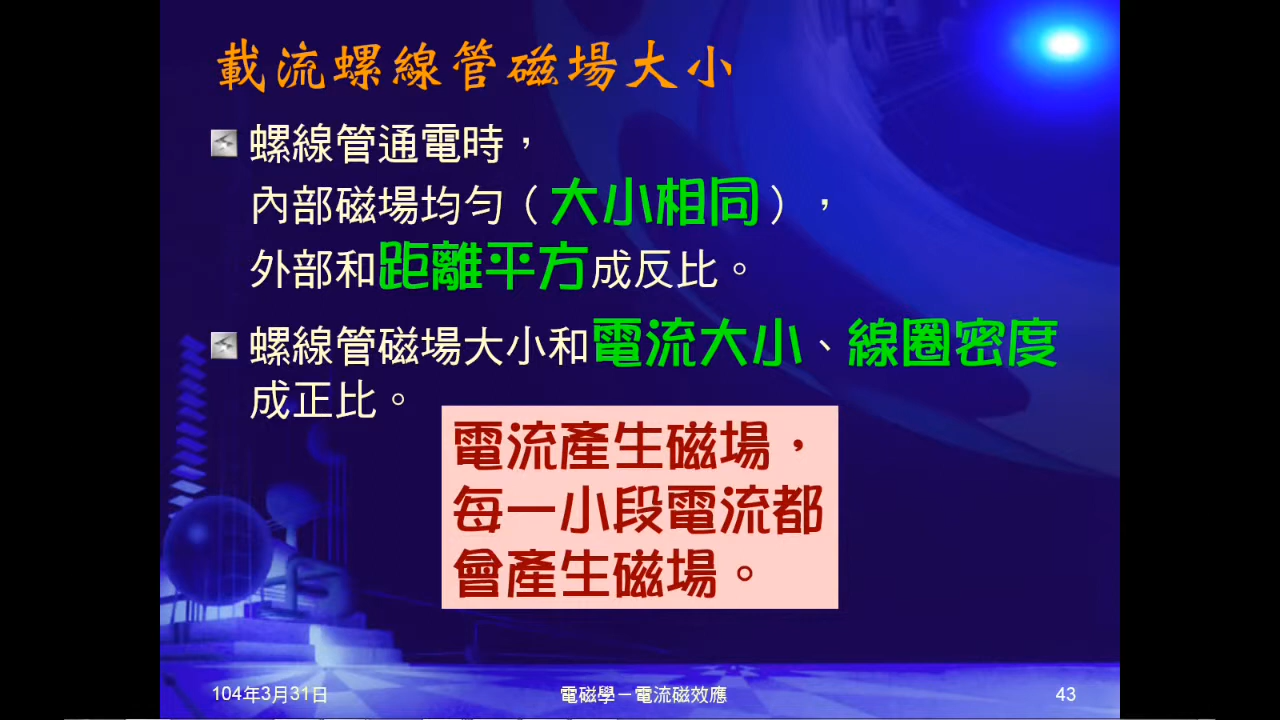 載流螺線管磁場大小
螺線管通電時，
內部磁場均勻（大小相同），
外部和距離平方成反比。
螺線管磁場大小和電流大小、線圈密度
成正比。
電流產生磁場，
每一小段電流都
會產生磁場。
104年3月31日
電磁學－電流磁效應
43